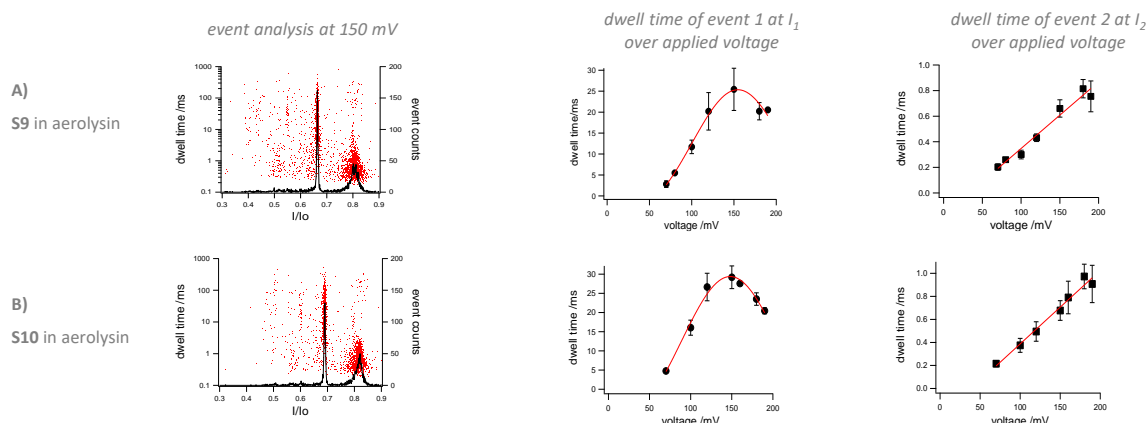 event analysis at 150 mV
dwell time of event 1 at I1
over applied voltage
dwell time of event 2 at I2
over applied voltage
A)
S9 in aerolysin
dwell time /ms
1000
100
10
1
0.1
200
150
100
50
0
event counts
0.3 0.4 0.5 0.6 0.7 0.8 0.9
I/Io
dwell time/ms
30
25
20
15
10
5
0
0 50 100 150 200
voltage /mV
dwell time /ms
1.0
0.8
0.6
0.4
0.2
0.0
0 50 100 150 200
voltage /mV
B)
S10 in aerolysin
dwell time /ms
1000
100
10
1
0.1
200
150
100
50
0
event counts
0.3 0.4 0.5 0.6 0.7 0.8 0.9
I/Io
dwell time /ms
30
25
20
15
10
5
0
0 50 100 150 200
voltage /mV
dwell time /ms
1.0
0.8
0.6
0.4
0.2
0.0
0 50 100 150 200
voltage /mV